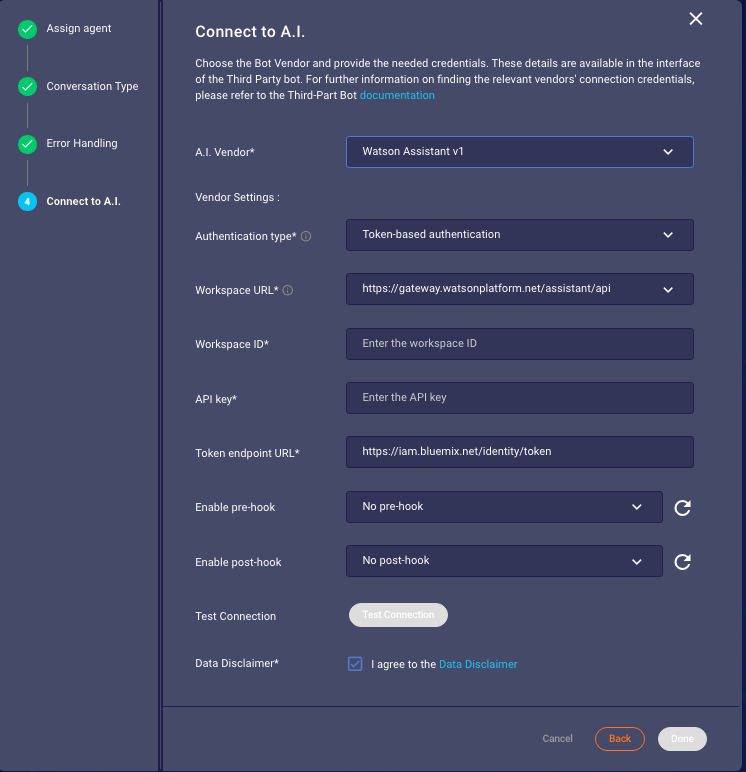 Assign agent
Conversation Type
Error Handling
4 Connect to A.I.
Connect to A.I.
Choose the Bot Vendor and provide the needed credentials. These details are available in the interface
of the Third Party bot. For further information on finding the relevant vendors' connection credentials,
please refer to the Third-Part Bot documentation
A.I. Vendor* Watson Assistant v1
Vendor Settings :
Authentication type* Token-based authentication
Workspace URL* https://gateway.watsonplatform.net/assistant/api
Workspace ID* Enter the workspace ID
API key* Enter the API key
Token endpoint URL* https://iam.bluemix.net/identity/token
Enable pre-hook No pre-hook
Enable post-hook No post-hook
Test Connection Test Connection
Data Disclaimer* I agree to the Data Disclaimer
Cancel Back Done